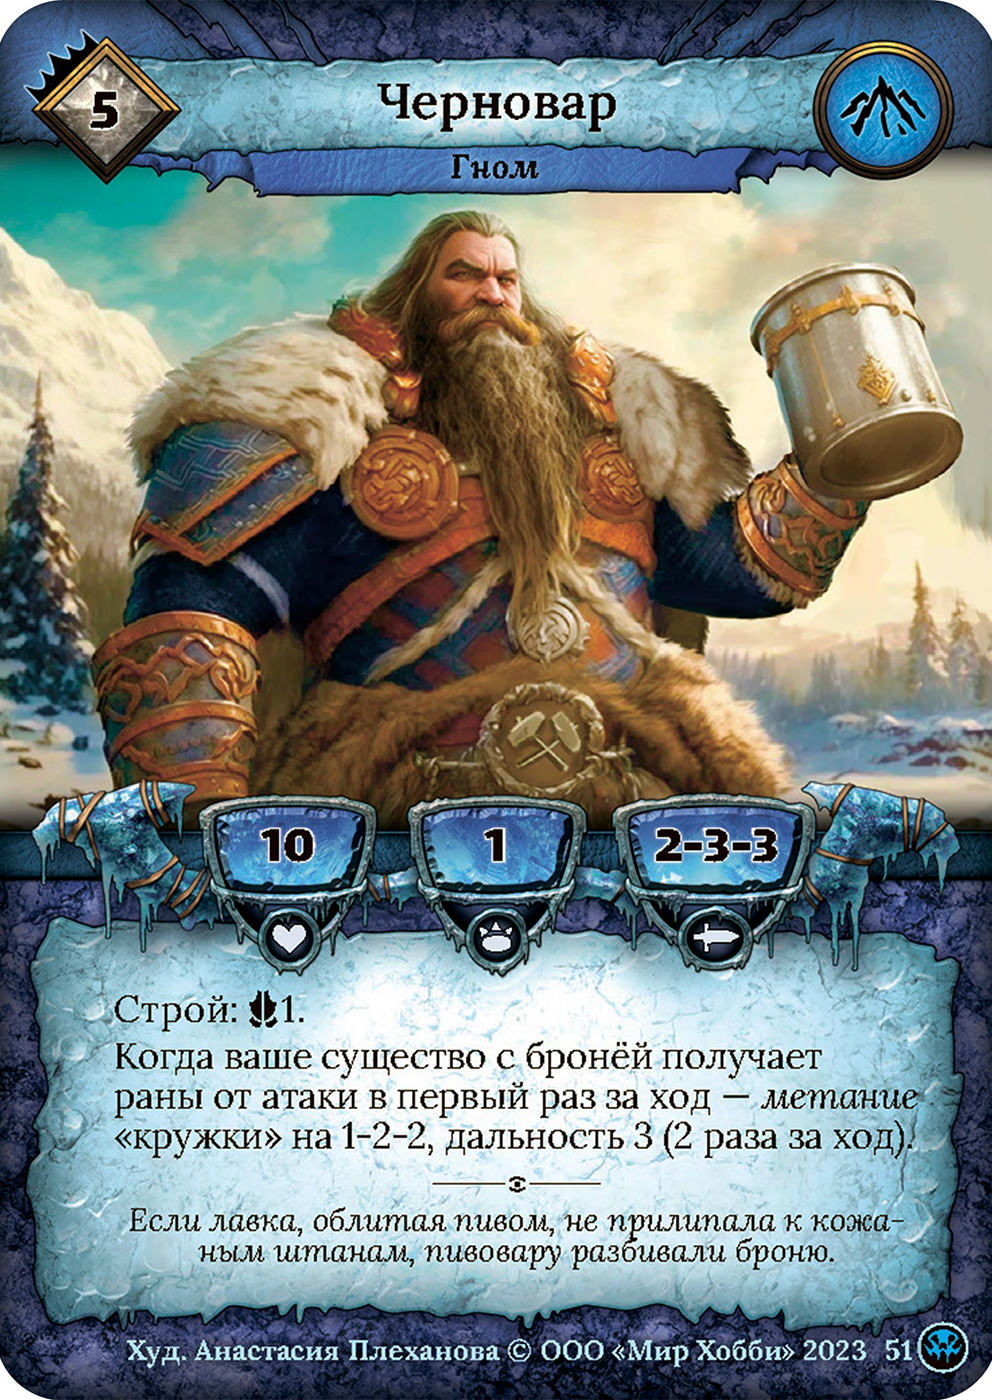 5
Черновар
Гном
10
1
2-3-3
Строй: 1.
Когда ваше существо с бронёй получает
раны от атаки в первый раз за ход — метание
«кружки» на 1-2-2, дальность 3 (2 раза за ход).
Если лавка, облитая пивом, не прилипала к кожа-
ным штанам, пивовару разбивали броню.
Худ. Анастасия Плеханова © ООО «Мир Хобби» 2023 51